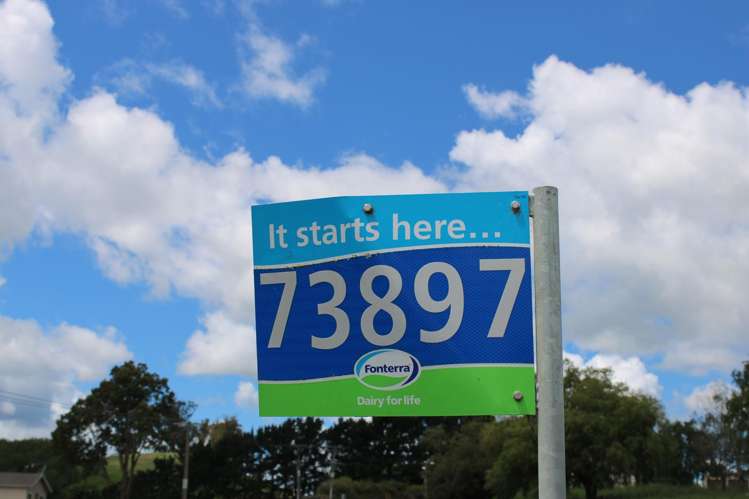 It starts here...
73897
Fonterra
Dairy for life